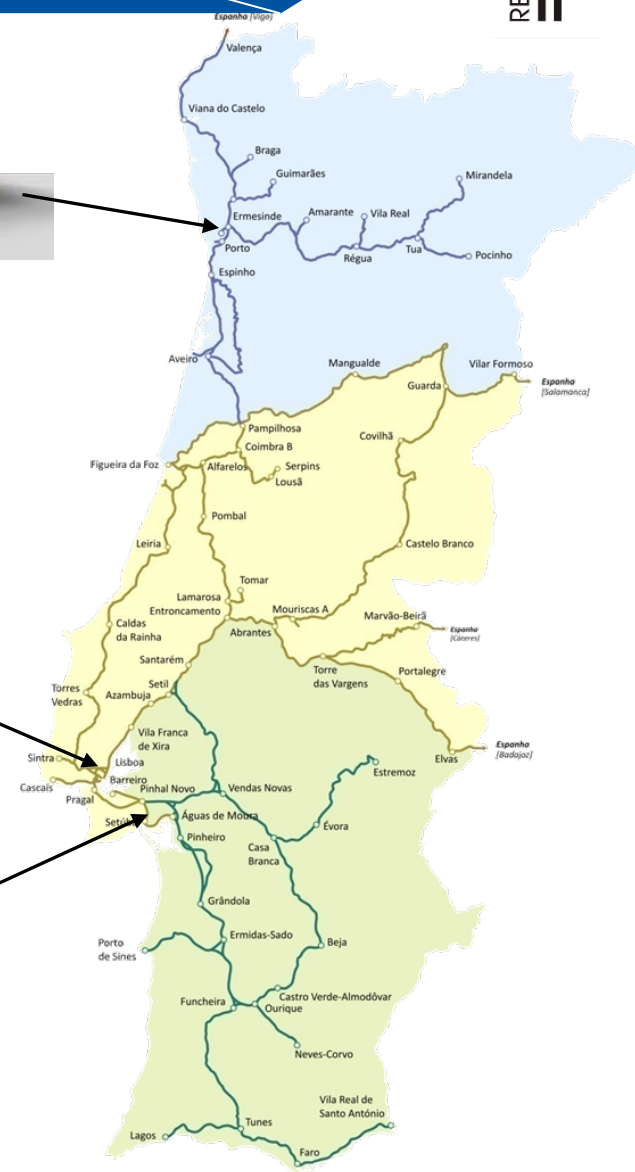 RE
Espanha [Vigo]
Valença
Viana do Castelo
Braga
Guimarães
Mirandela
Ermesinde
Amarante
Vila Real
Porto
Régua
Tua
Pocinho
Espinho
Aveiro
Mangualde
Vilar Formoso
Guarda
Espanha
[Salamanca]
Pampilhosa
Covilhã
Coimbra B
Figueira da Foz
Alfarelos
Serpins
Lousã
Pombal
Leiria
Castelo Branco
Tomar
Lamarosa
Entroncamento
Mouriscas A
Marvão-Beirã
Caldas
da Rainha
Abrantes
Espanha
[Cáceres]
Santarém
Torre
das Vargens
Portalegre
Setil
Torres
Vedras
Azambuja
Vila Franca
de Xira
Elvas
Espanha
[Badajoz]
Sintra
Lisboa
Estremoz
Cascais
Barreiro
Pragal
Pinhal Novo
Vendas Novas
Águas de Moura
Évora
Pinheiro
Casa
Branca
Grândola
Ermidas-Sado
Beja
Porto
de Sines
Castro Verde-Almodôvar
Funcheira
Ourique
Neves-Corvo
Vila Real de
Santo António
Tunes
Lagos
Faro